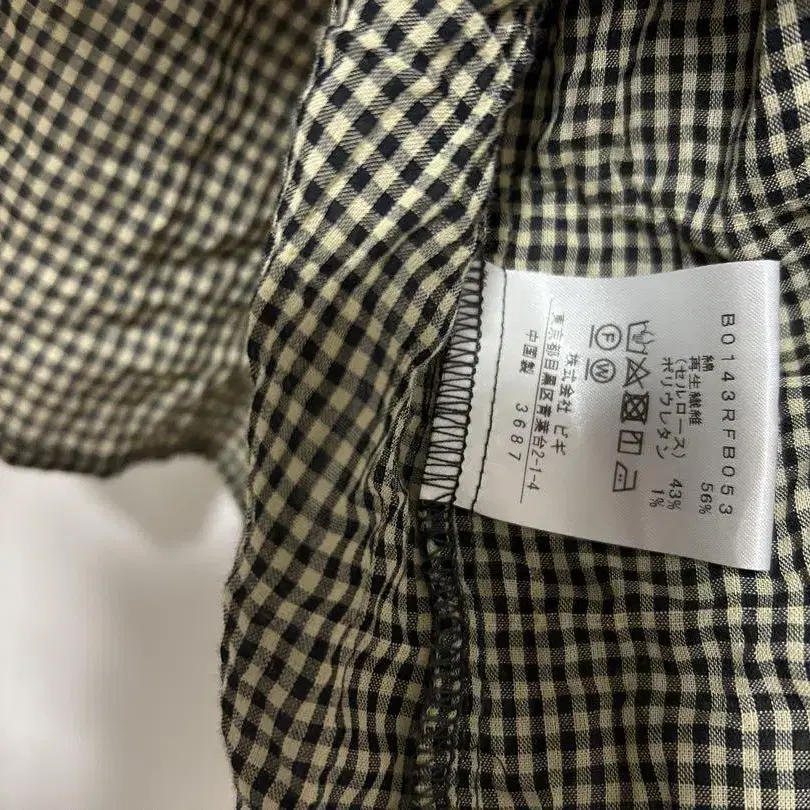 B0143RFB053
綿 56%
再生繊維
(セルロース) 43%
ポリウレタン 1%
F W
株式会社 ビギ
東京都目黒区青葉台2-1-4
中国製 3687